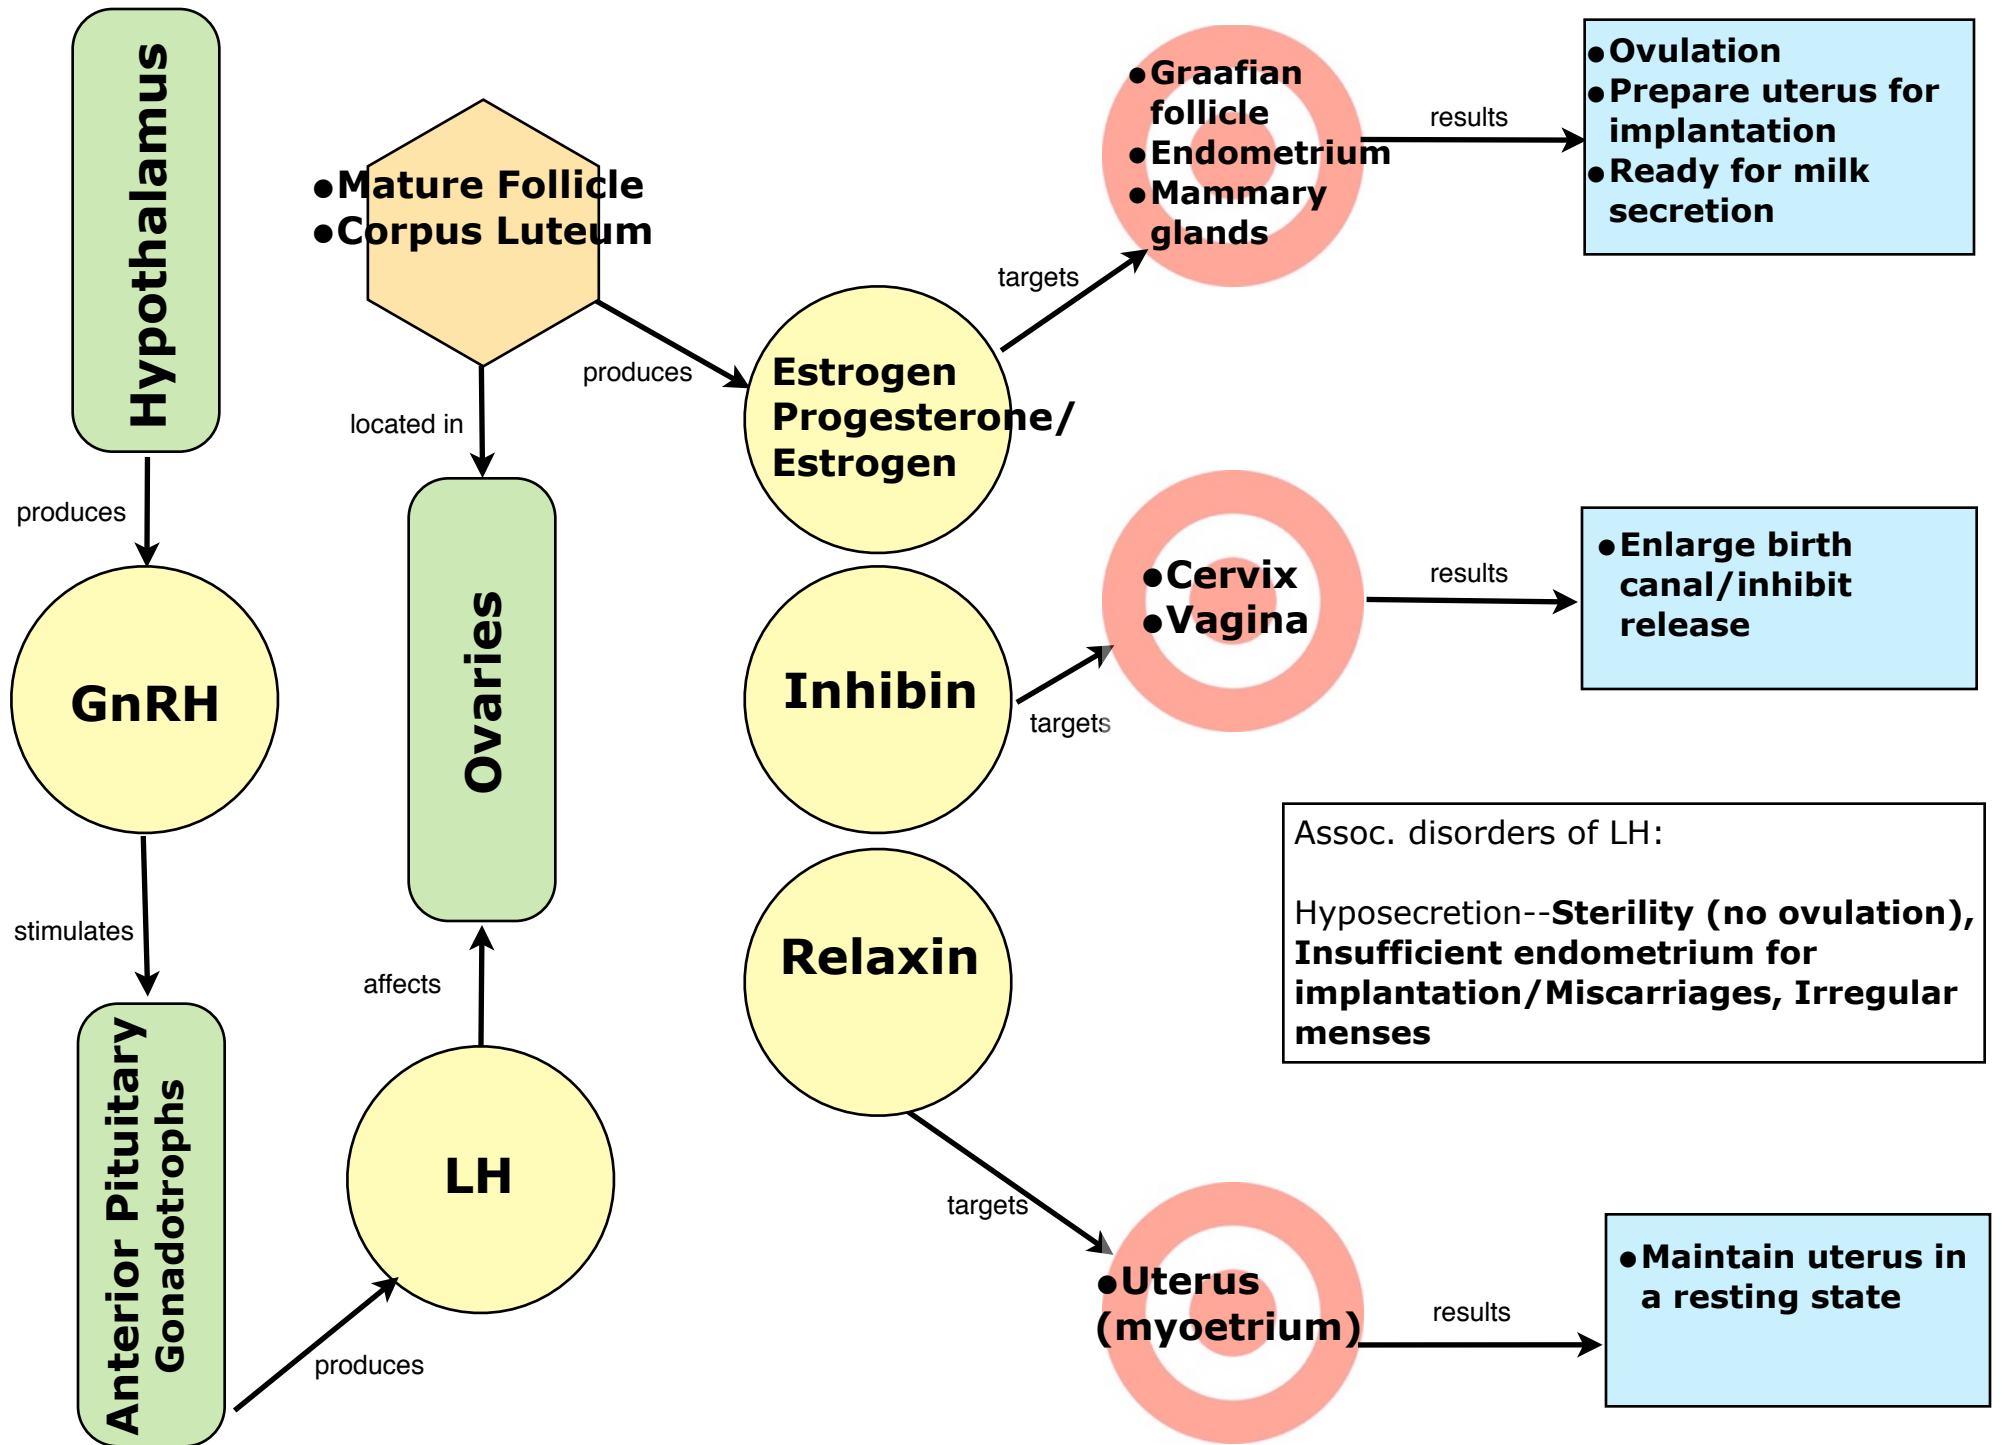 Hypothalamus
produces
GnRH
stimulates
Anterior Pituitary
Gonadotrophs
produces
LH
affects
Ovaries
located in
●Mature Follicle
●Corpus Luteum
produces
Estrogen
Progesterone/
Estrogen
targets
●Graafian
follicle
●Endometrium
●Mammary
glands
results
●Ovulation
●Prepare uterus for
implantation
●Ready for milk
secretion
Inhibin
targets
●Cervix
●Vagina
results
●Enlarge birth
canal/inhibit
release
Relaxin
targets
●Uterus
(myoetrium)
results
●Maintain uterus in
a resting state
Assoc. disorders of LH:
Hyposecretion--Sterility (no ovulation),
Insufficient endometrium for
implantation/Miscarriages, Irregular
menses